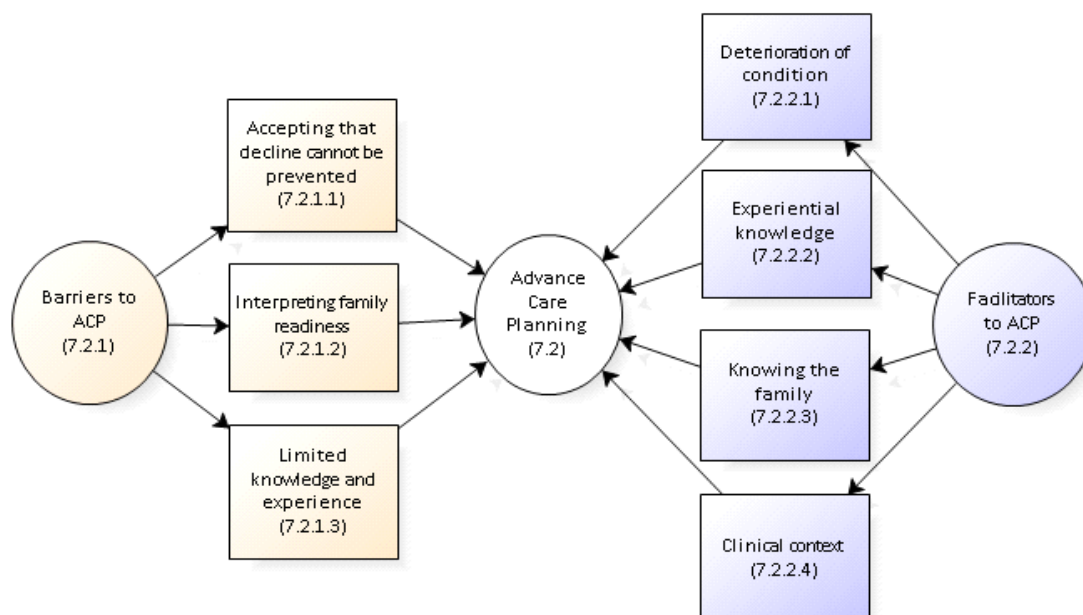 Barriers to
ACP
(7.2.1)
Accepting that
decline cannot be
prevented
(7.2.1.1)
Interpreting family
readiness
(7.2.1.2)
Limited
knowledge and
experience
(7.2.1.3)
Advance
Care
Planning
(7.2)
Deterioration of
condition
(7.2.2.1)
Experiential
knowledge
(7.2.2.2)
Knowing the
family
(7.2.2.3)
Clinical context
(7.2.2.4)
Facilitators
to ACP
(7.2.2)